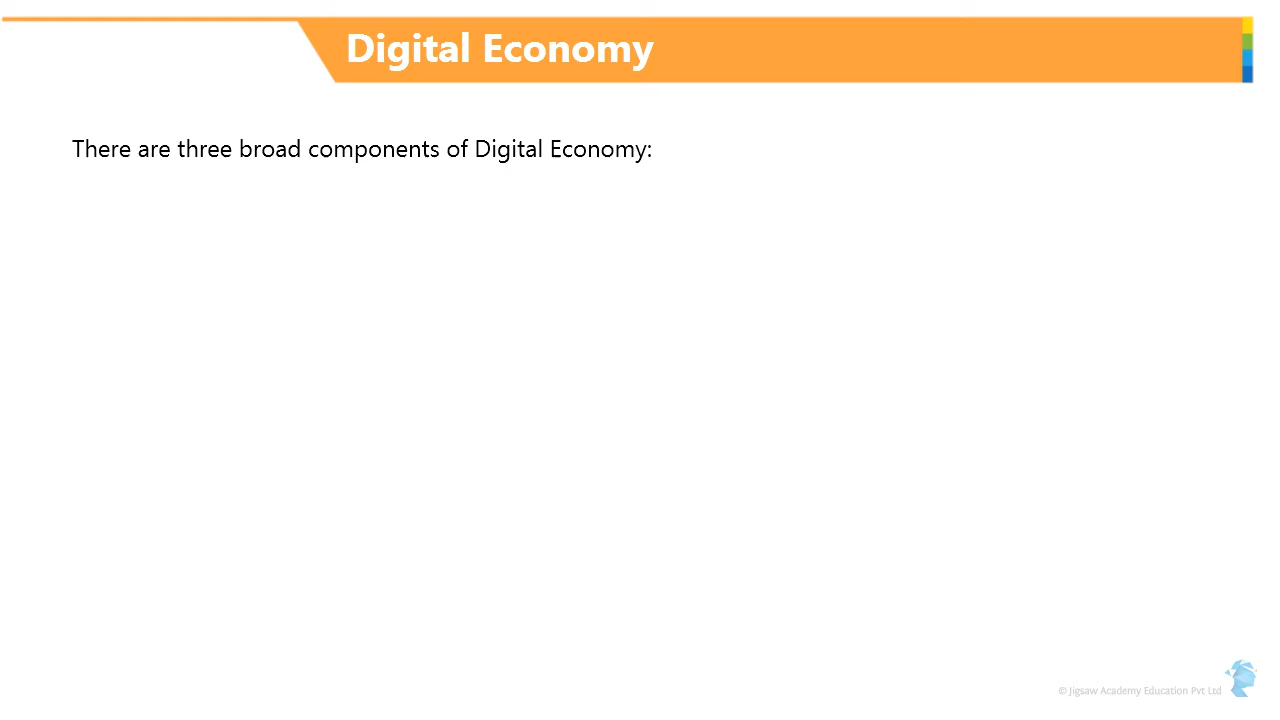 Digital Economy
There are three broad components of Digital Economy:
© Jigsaw Academy Education Pvt Ltd